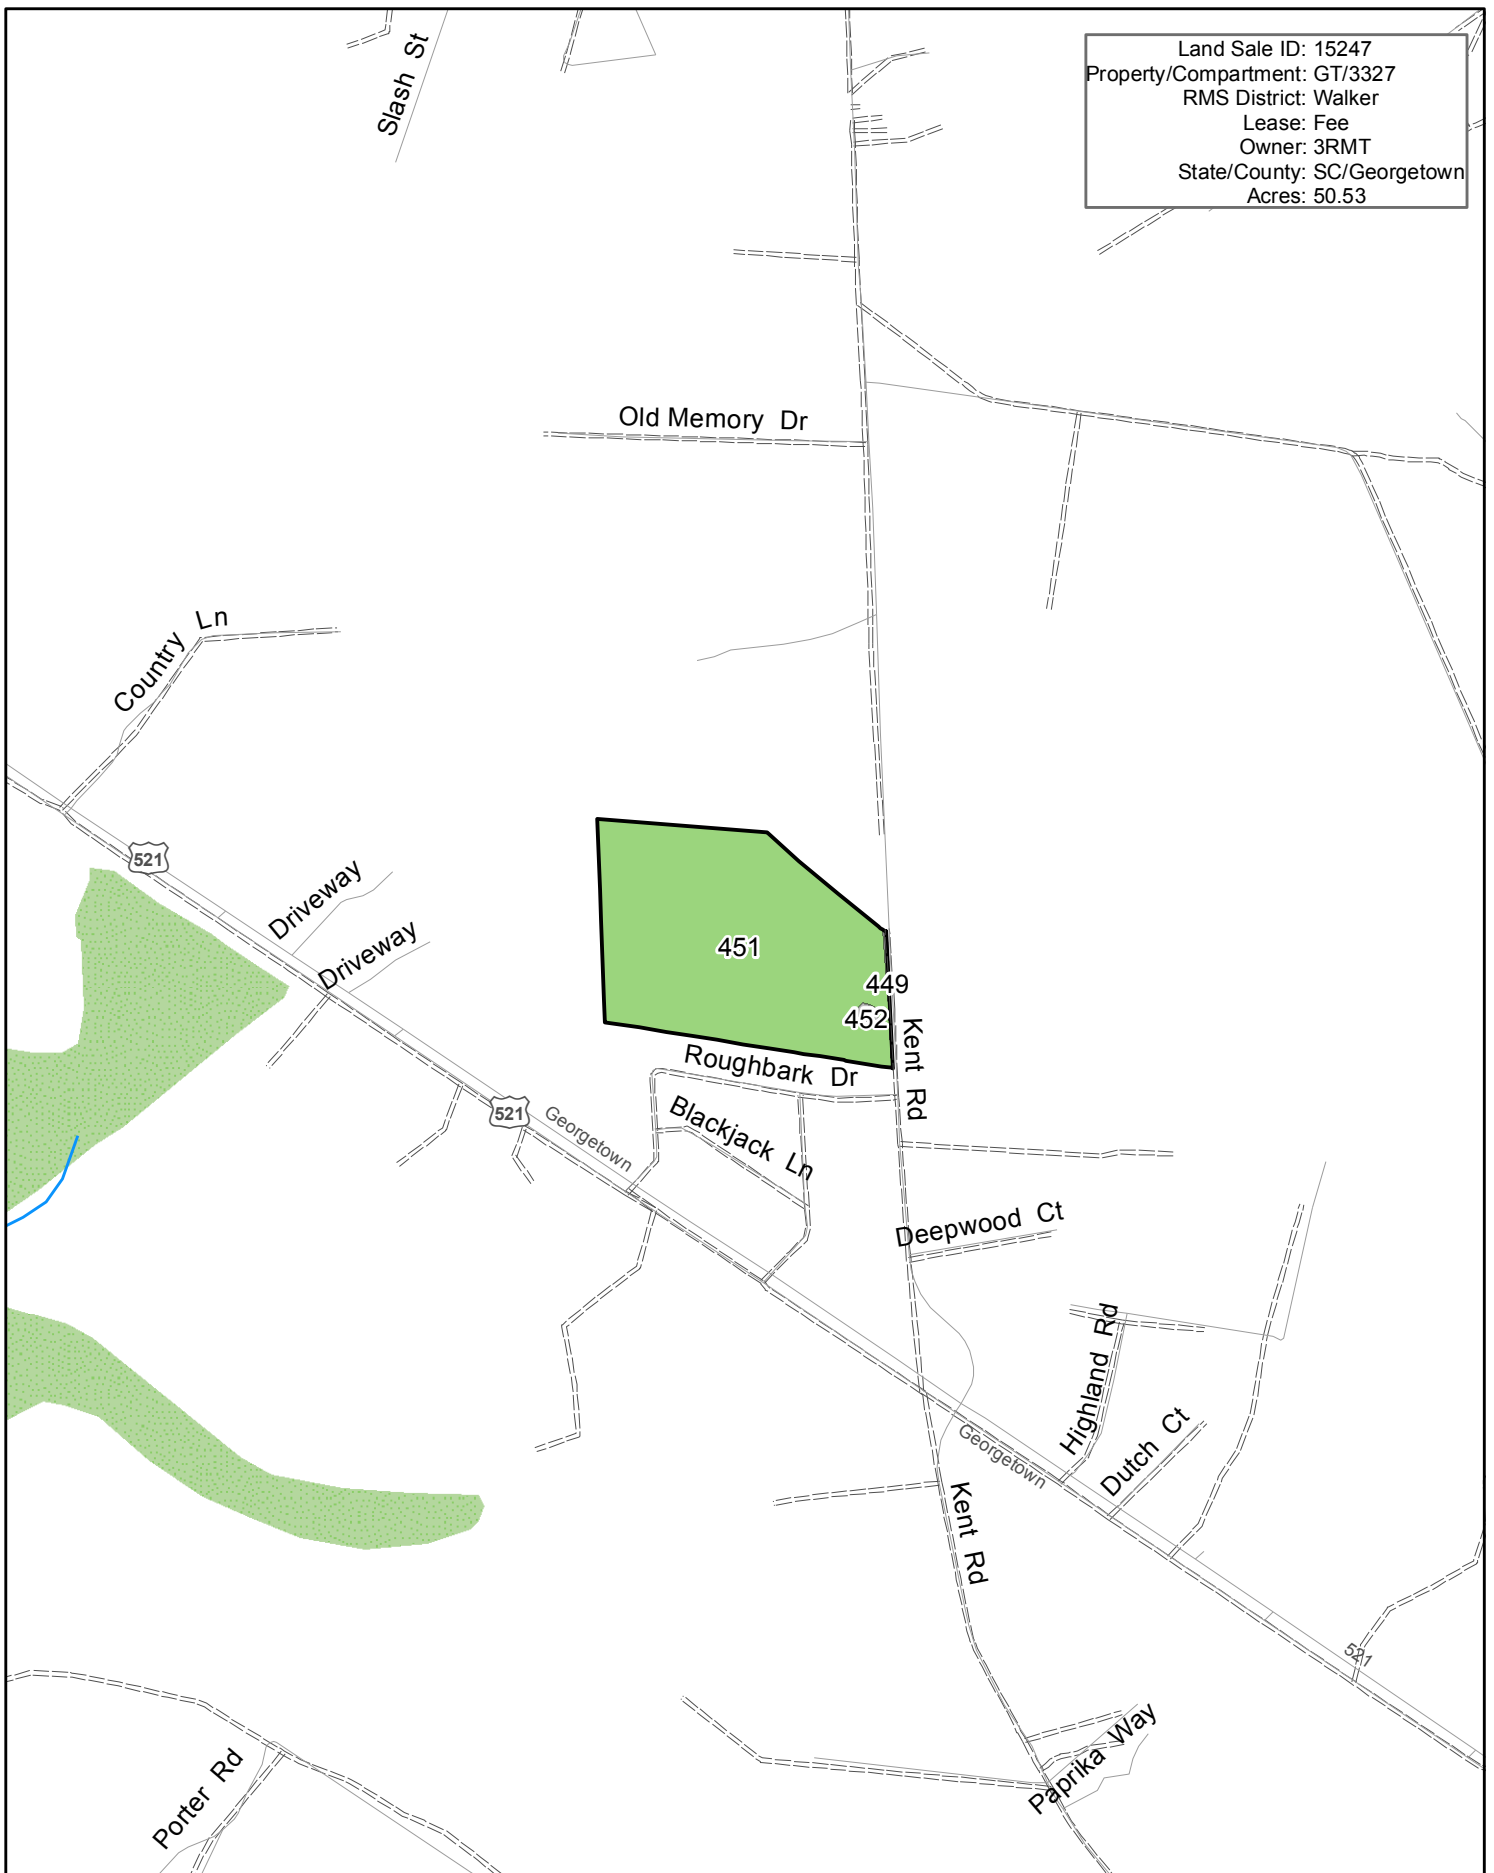 Slash St
Land Sale ID: 15247
Property/Compartment: GT/3327
RMS District: Walker
Lease: Fee
Owner: 3RMT
State/County: SC/Georgetown
Acres: 50.53
Old Memory Dr
Country Ln
521
Driveway
Driveway
451
449
452
Kent Rd
Roughbark Dr
521
Georgetown
Blackjack Ln
Deepwood Ct
Highland Rd
Georgetown
Dutch Ct
Kent Rd
521
Paprika Way
Porter Rd